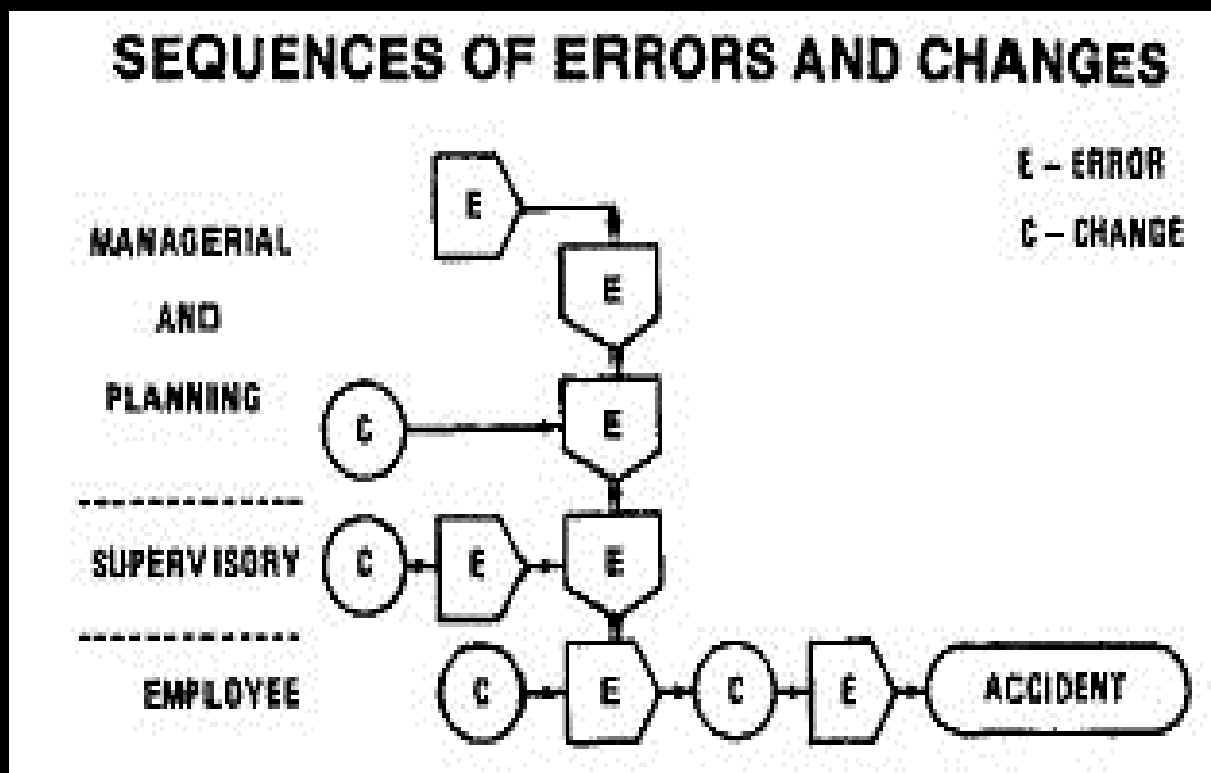 SEQUENCES OF ERRORS AND CHANGES
E – ERROR
C – CHANGE
MANAGERIAL
AND
PLANNING
E
E
C E
SUPERVISORY C E E
EMPLOYEE C E C E ACCIDENT